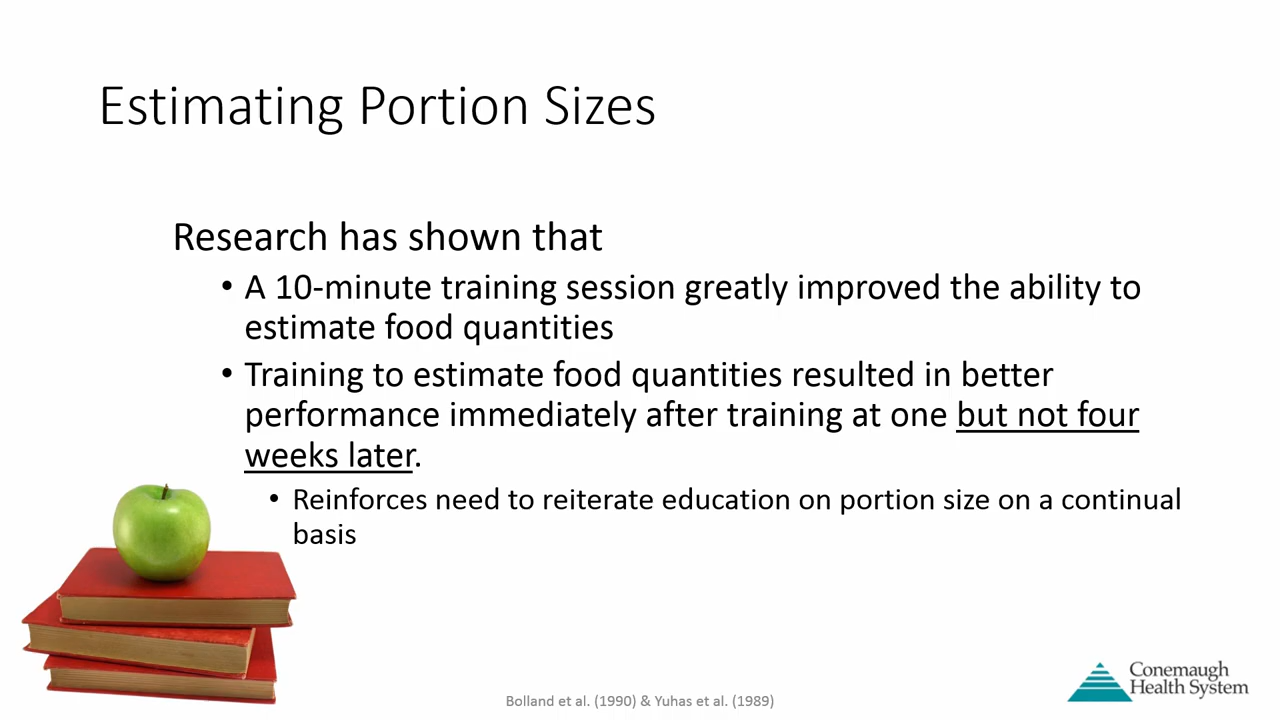 Estimating Portion Sizes
Research has shown that
• A 10-minute training session greatly improved the ability to
estimate food quantities
• Training to estimate food quantities resulted in better
performance immediately after training at one but not four
weeks later.
• Reinforces need to reiterate education on portion size on a continual
basis
Conemaugh
Health System
Bolland et al. (1990) & Yuhas et al. (1989)